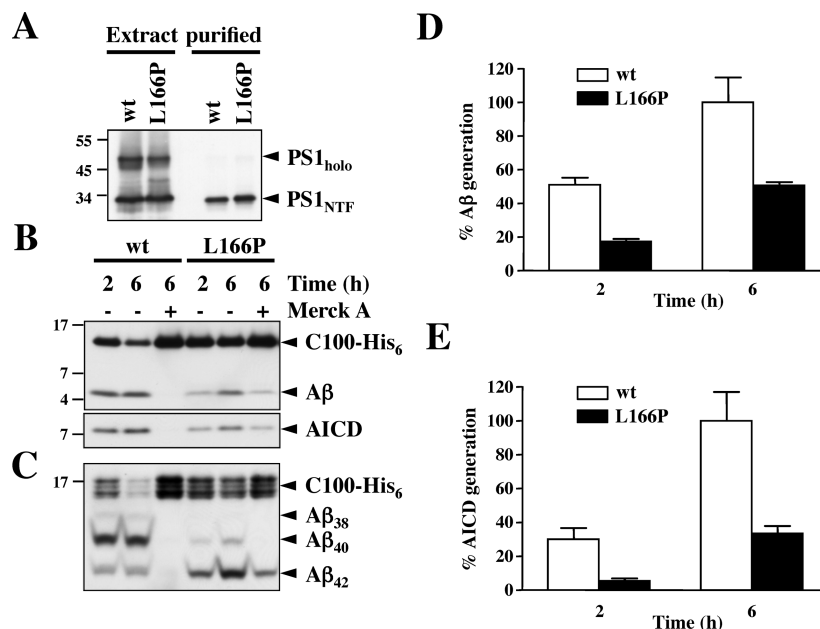 A
Extract purified
wt L166P wt L166P
55
45
34
PS1holo
PS1NTF
B
wt L166P
2 6 6 2 6 6 Time (h)
- - + - - + Merck A
17
7
4
C100-His6
Aβ
7
AICD
C
17
C100-His6
Aβ38
Aβ40
Aβ42
D
% Aβ generation
120
100
80
60
40
20
0
wt
L166P
2 6
Time (h)
E
% AICD generation
120
100
80
60
40
20
0
wt
L166P
2 6
Time (h)